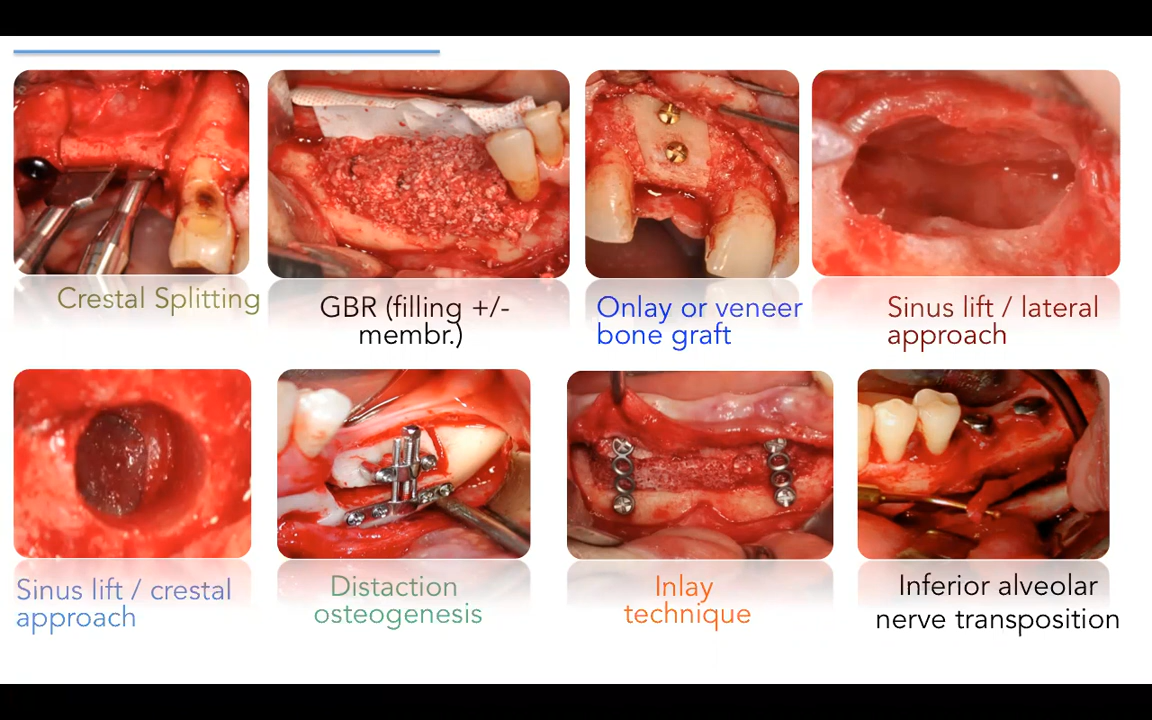 Crestal Splitting
GBR (filling +/-
membr.)
Onlay or veneer
bone graft
Sinus lift / lateral
approach
Sinus lift / crestal
approach
Distaction
osteogenesis
Inlay
technique
Inferior alveolar
nerve transposition